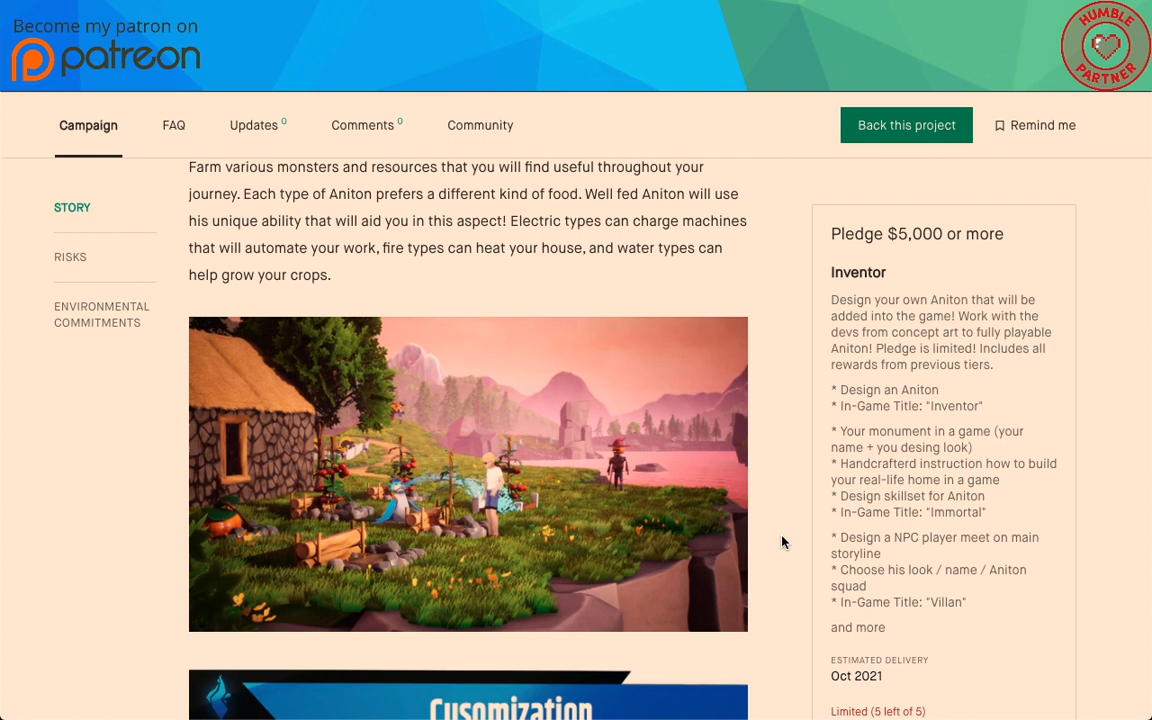 Become my patron on
patreon
HUMBLE
PARTNER
Campaign
FAQ
Updates 0
Comments 0
Community
Back this project
Remind me
STORY
RISKS
ENVIRONMENTAL
COMMITMENTS
Farm various monsters and resources that you will find useful throughout your
journey. Each type of Aniton prefers a different kind of food. Well fed Aniton will use
his unique ability that will aid you in this aspect! Electric types can charge machines
that will automate your work, fire types can heat your house, and water types can
help grow your crops.
Cusomization
Pledge $5,000 or more
Inventor
Design your own Aniton that will be
added into the game! Work with the
devs from concept art to fully playable
Aniton! Pledge is limited! Includes all
rewards from previous tiers.
* Design an Aniton
* In-Game Title: "Inventor"
* Your monument in a game (your
name + you desing look)
* Handcrafterd instruction how to build
your real-life home in a game
* Design skillset for Aniton
* In-Game Title: "Immortal"
* Design a NPC player meet on main
storyline
* Choose his look / name / Aniton
squad
* In-Game Title: "Villan"
and more
ESTIMATED DELIVERY
Oct 2021
Limited (5 left of 5)